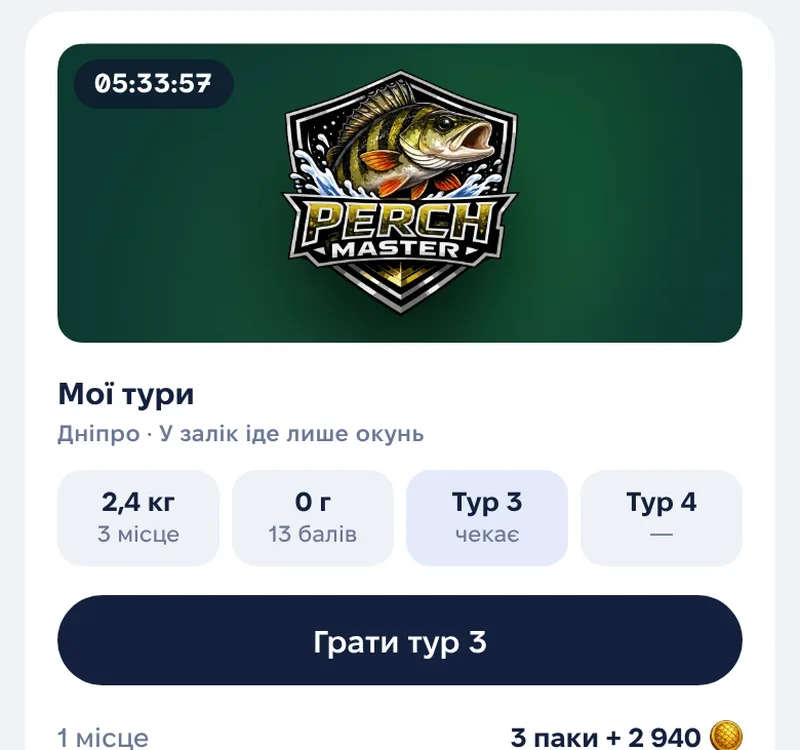 05:33:57
PERCH
MASTER
Мої тури
Дніпро · У залік іде лише окунь
2,4 кг
3 місце
0 г
13 балів
Тур 3
чекає
Тур 4
—
Грати тур 3
1 місце
3 паки + 2 940